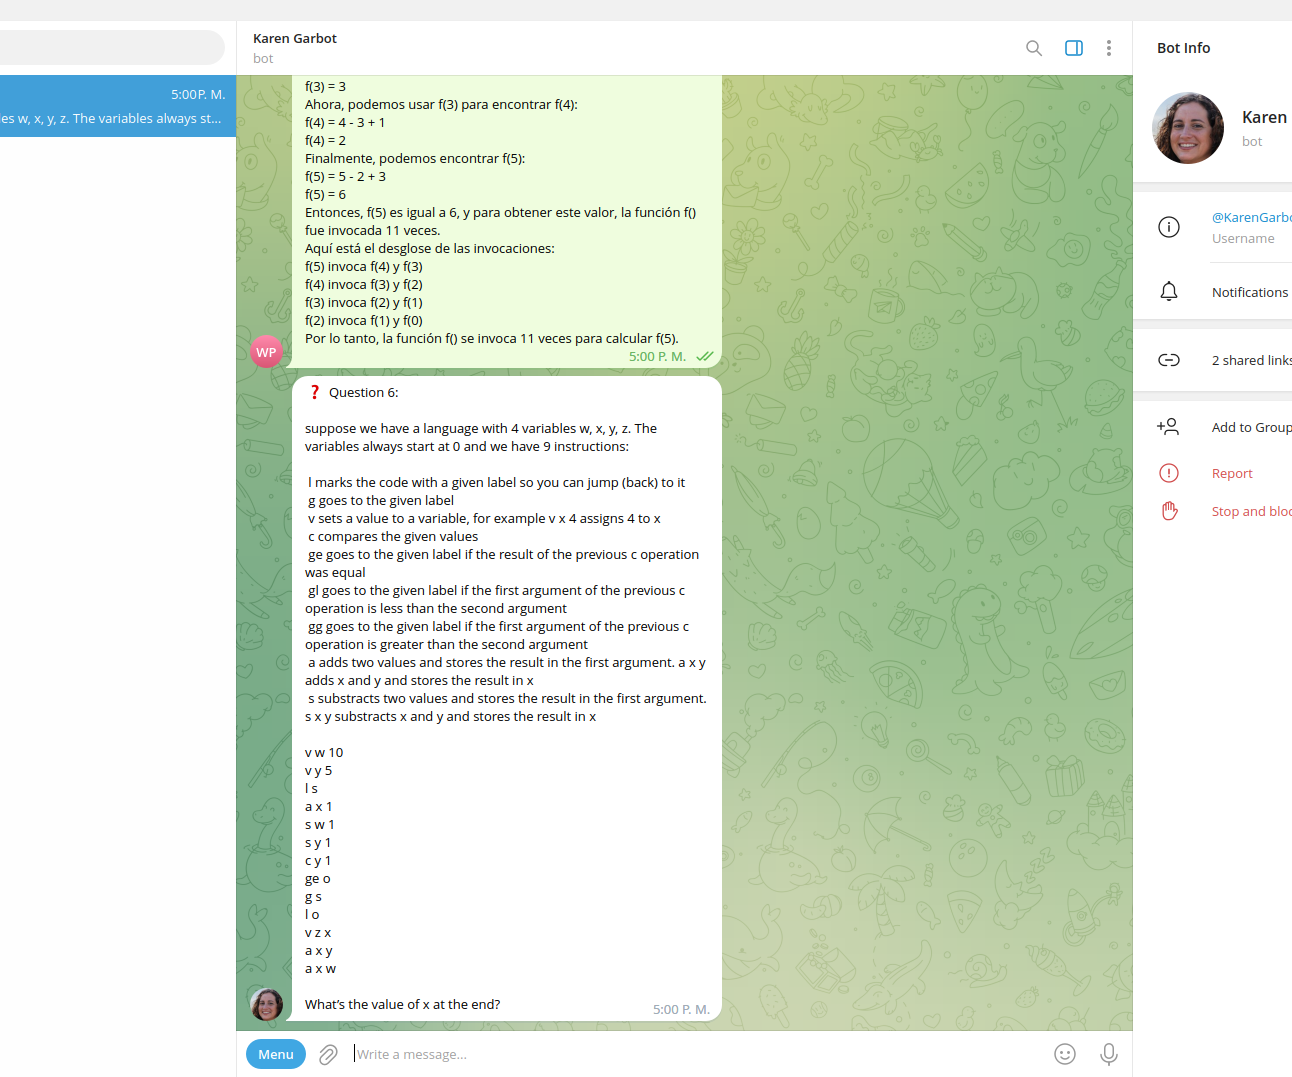 Karen Garbot
bot
Bot Info
5:00 P. M.
es w, x, y, z. The variables always st...
f(3) = 3
Ahora, podemos usar f(3) para encontrar f(4):
f(4) = 4 - 3 + 1
f(4) = 2
Finalmente, podemos encontrar f(5):
f(5) = 5 - 2 + 3
f(5) = 6
Entonces, f(5) es igual a 6, y para obtener este valor, la función f()
fue invocada 11 veces.
Aquí está el desglose de las invocaciones:
f(5) invoca f(4) y f(3)
f(4) invoca f(3) y f(2)
f(3) invoca f(2) y f(1)
f(2) invoca f(1) y f(0)
Por lo tanto, la función f() se invoca 11 veces para calcular f(5).
5:00 P. M.
WP
❓ Question 6:
suppose we have a language with 4 variables w, x, y, z. The
variables always start at 0 and we have 9 instructions:
l marks the code with a given label so you can jump (back) to it
g goes to the given label
v sets a value to a variable, for example v x 4 assigns 4 to x
c compares the given values
ge goes to the given label if the result of the previous c operation
was equal
gl goes to the given label if the first argument of the previous c
operation is less than the second argument
gg goes to the given label if the first argument of the previous c
operation is greater than the second argument
a adds two values and stores the result in the first argument. a x y
adds x and y and stores the result in x
s substracts two values and stores the result in the first argument.
s x y substracts x and y and stores the result in x
v w 10
v y 5
l s
a x 1
s w 1
s y 1
c y 1
ge o
g s
l o
v z x
a x y
a x w
What's the value of x at the end?
5:00 P. M.
Menu
Write a message...
Karen
bot
@KarenGarbo
Username
Notifications
2 shared links
Add to Group
Report
Stop and bloc